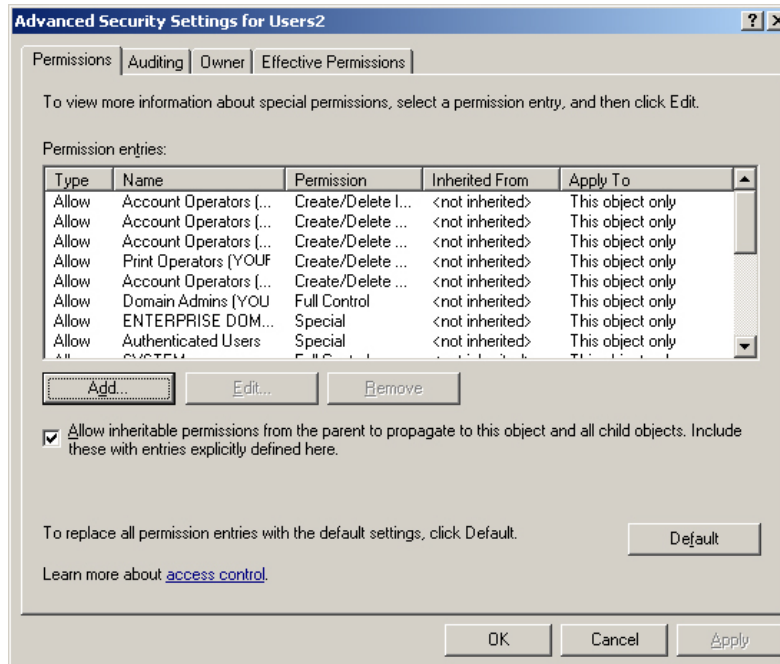 Advanced Security Settings for Users2
Permissions Auditing Owner Effective Permissions
To view more information about special permissions, select a permission entry, and then click Edit.
Permission entries:
Type Name Permission Inherited From Apply To
Allow Account Operators (... Create/Delete I... <not inherited> This object only
Allow Account Operators (... Create/Delete ... <not inherited> This object only
Allow Account Operators (... Create/Delete ... <not inherited> This object only
Allow Print Operators (YOUR Create/Delete ... <not inherited> This object only
Allow Account Operators (... Create/Delete ... <not inherited> This object only
Allow Domain Admins (YOU Full Control <not inherited> This object only
Allow ENTERPRISE DOM... Special <not inherited> This object only
Allow Authenticated Users Special <not inherited> This object only
Add... Edit... Remove
Allow inheritable permissions from the parent to propagate to this object and all child objects. Include
these with entries explicitly defined here.
To replace all permission entries with the default settings, click Default.
Default
Learn more about access control.
OK Cancel Apply